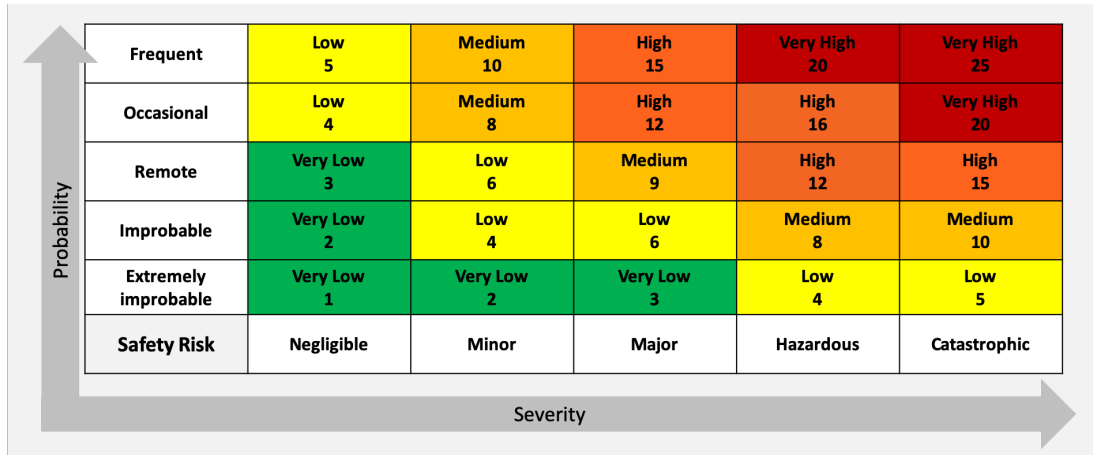 Frequent
Low
5
Medium
10
High
15
Very High
20
Very High
25
Occasional
Low
4
Medium
8
High
12
High
16
Very High
20
Remote
Very Low
3
Low
6
Medium
9
High
12
High
15
Improbable
Very Low
2
Low
4
Low
6
Medium
8
Medium
10
Extremely
improbable
Very Low
1
Very Low
2
Very Low
3
Low
4
Low
5
Safety Risk
Negligible
Minor
Major
Hazardous
Catastrophic
Probability
Severity